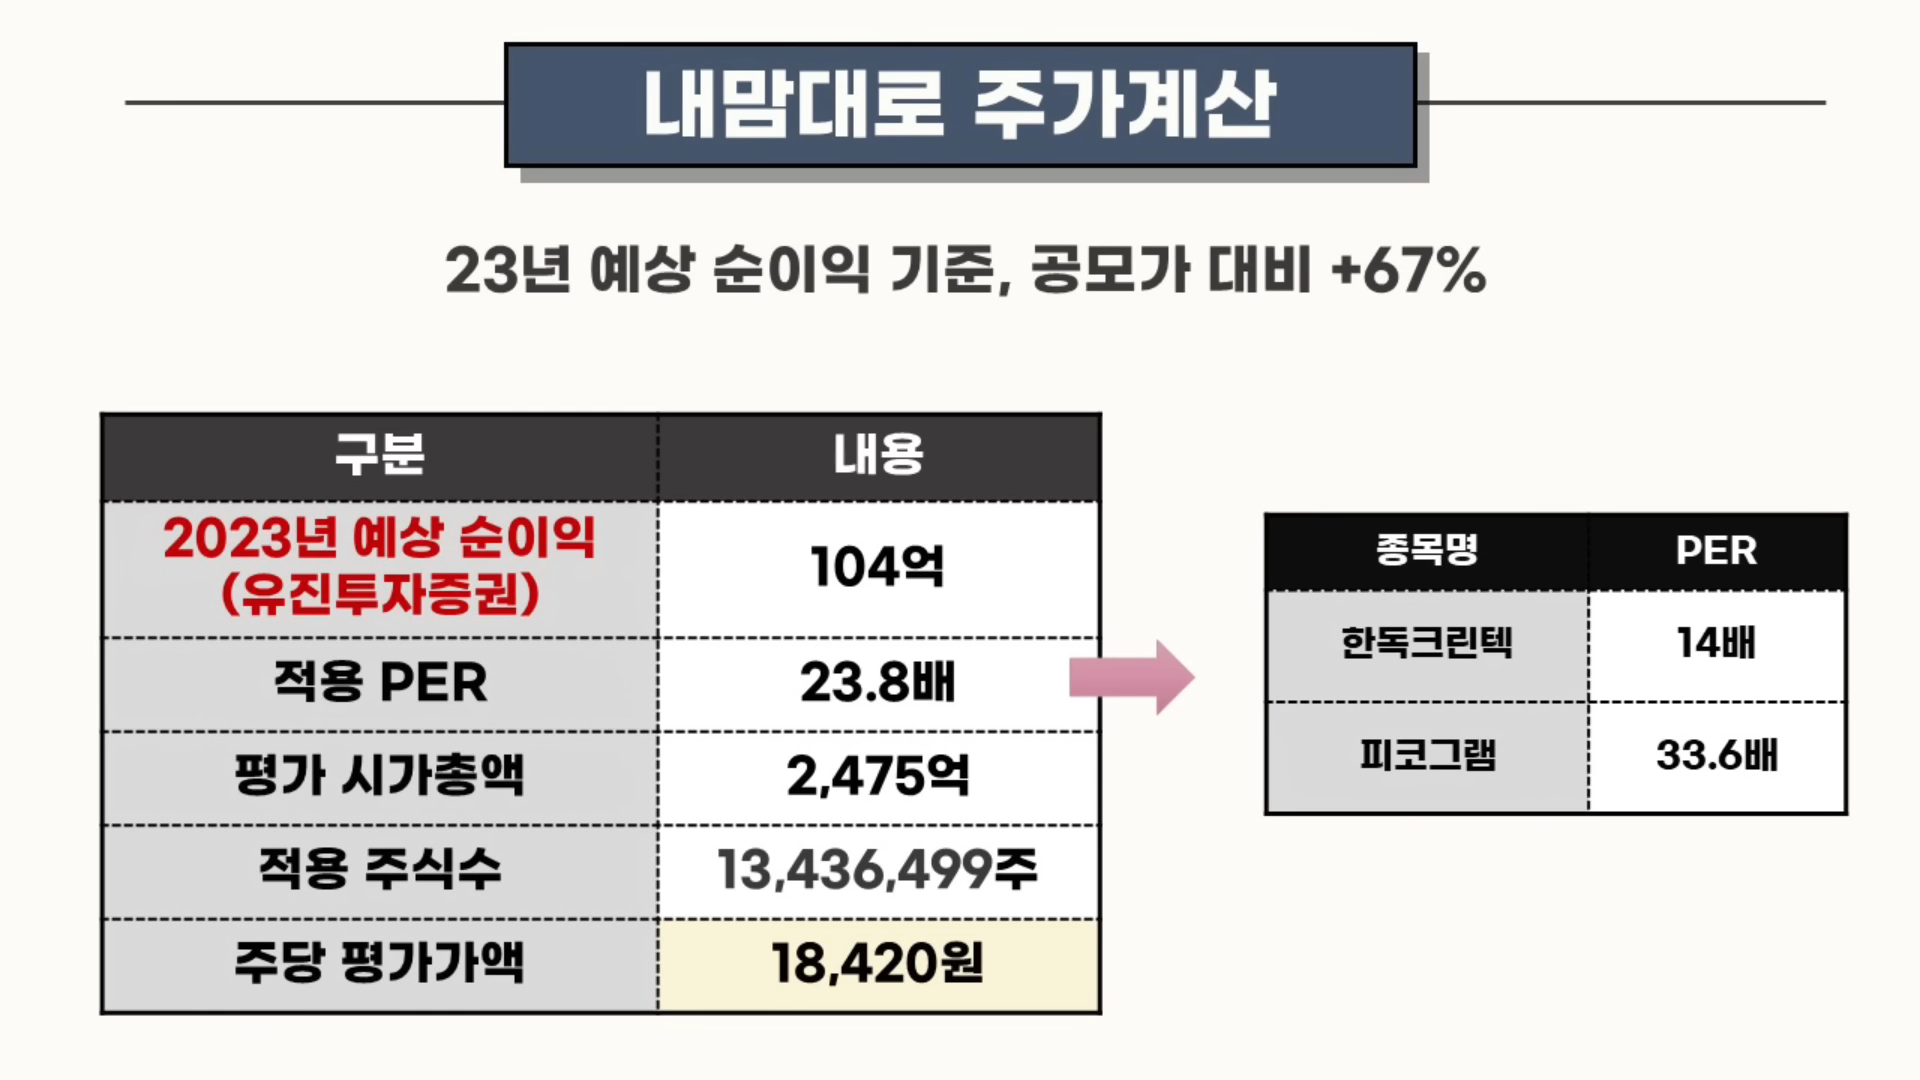 내맘대로 주가계산
23년 예상 순이익 기준, 공모가 대비 +67%
구분 내용
2023년 예상 순이익
(유진투자증권)
104억
적용 PER 23.8배
평가 시가총액 2,475억
적용 주식수 13,436,499주
주당 평가가액 18,420원
종목명 PER
한독크린텍 14배
피코그램 33.6배